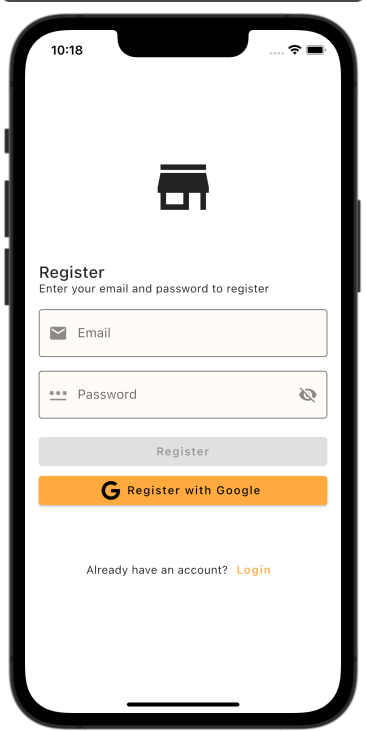 10:18
Register
Enter your email and password to register
Email
Password
Register
Register with Google
Already have an account? Login